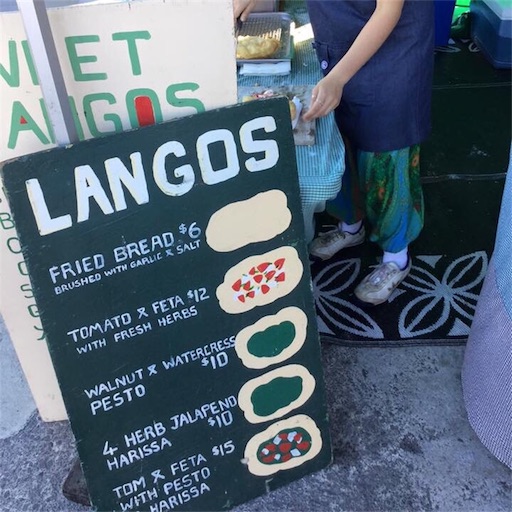 LANGOS
FRIED BREAD $6
BRUSHED WITH GARLIC & SALT
TOMATO & FETA $12
WITH FRESH HERBS
WALNUT & WATERCRESS
PESTO $10
4 HERB JALAPENO
HARISSA $10
TOM & FETA $15
WITH PESTO
HARISSA